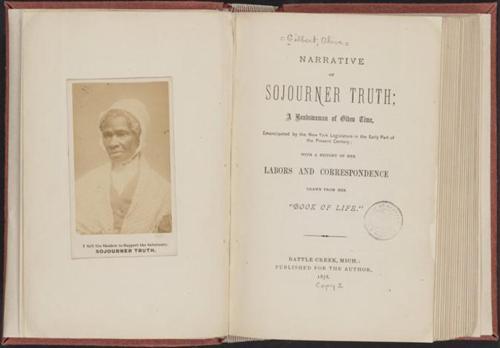 I Sell the Shadow to Support the Substance.
SOJOURNER TRUTH.
Gilbert, Olive
NARRATIVE
OF
SOJOURNER TRUTH;
A Bondswoman of Olden Time,
Emancipated by the New York Legislature in the Early Part of
the Present Century;
WITH A HISTORY OF HER
LABORS AND CORRESPONDENCE
DRAWN FROM HER
"BOOK OF LIFE."
BATTLE CREEK, MICH.:
PUBLISHED FOR THE AUTHOR.
1878.
Copy 2